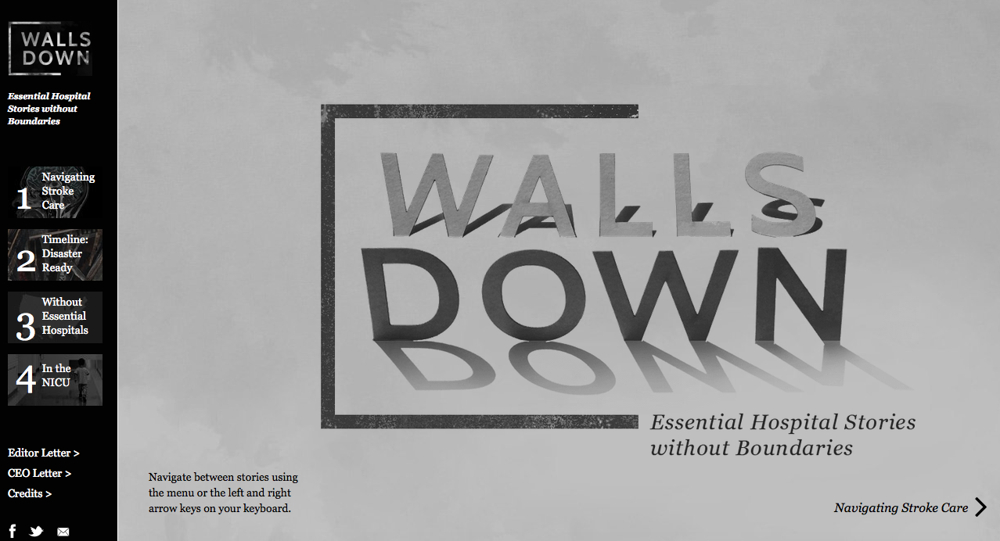 WALLS
DOWN
Essential Hospital
Stories without
Boundaries
1
Navigating
Stroke
Care
2
Timeline:
Disaster
Ready
3
Without
Essential
Hospitals
4
In the
NICU
Editor Letter >
CEO Letter >
Credits >
WALLS
DOWN
Essential Hospital Stories
without Boundaries
Navigate between stories using
the menu or the left and right
arrow keys on your keyboard.
Navigating Stroke Care